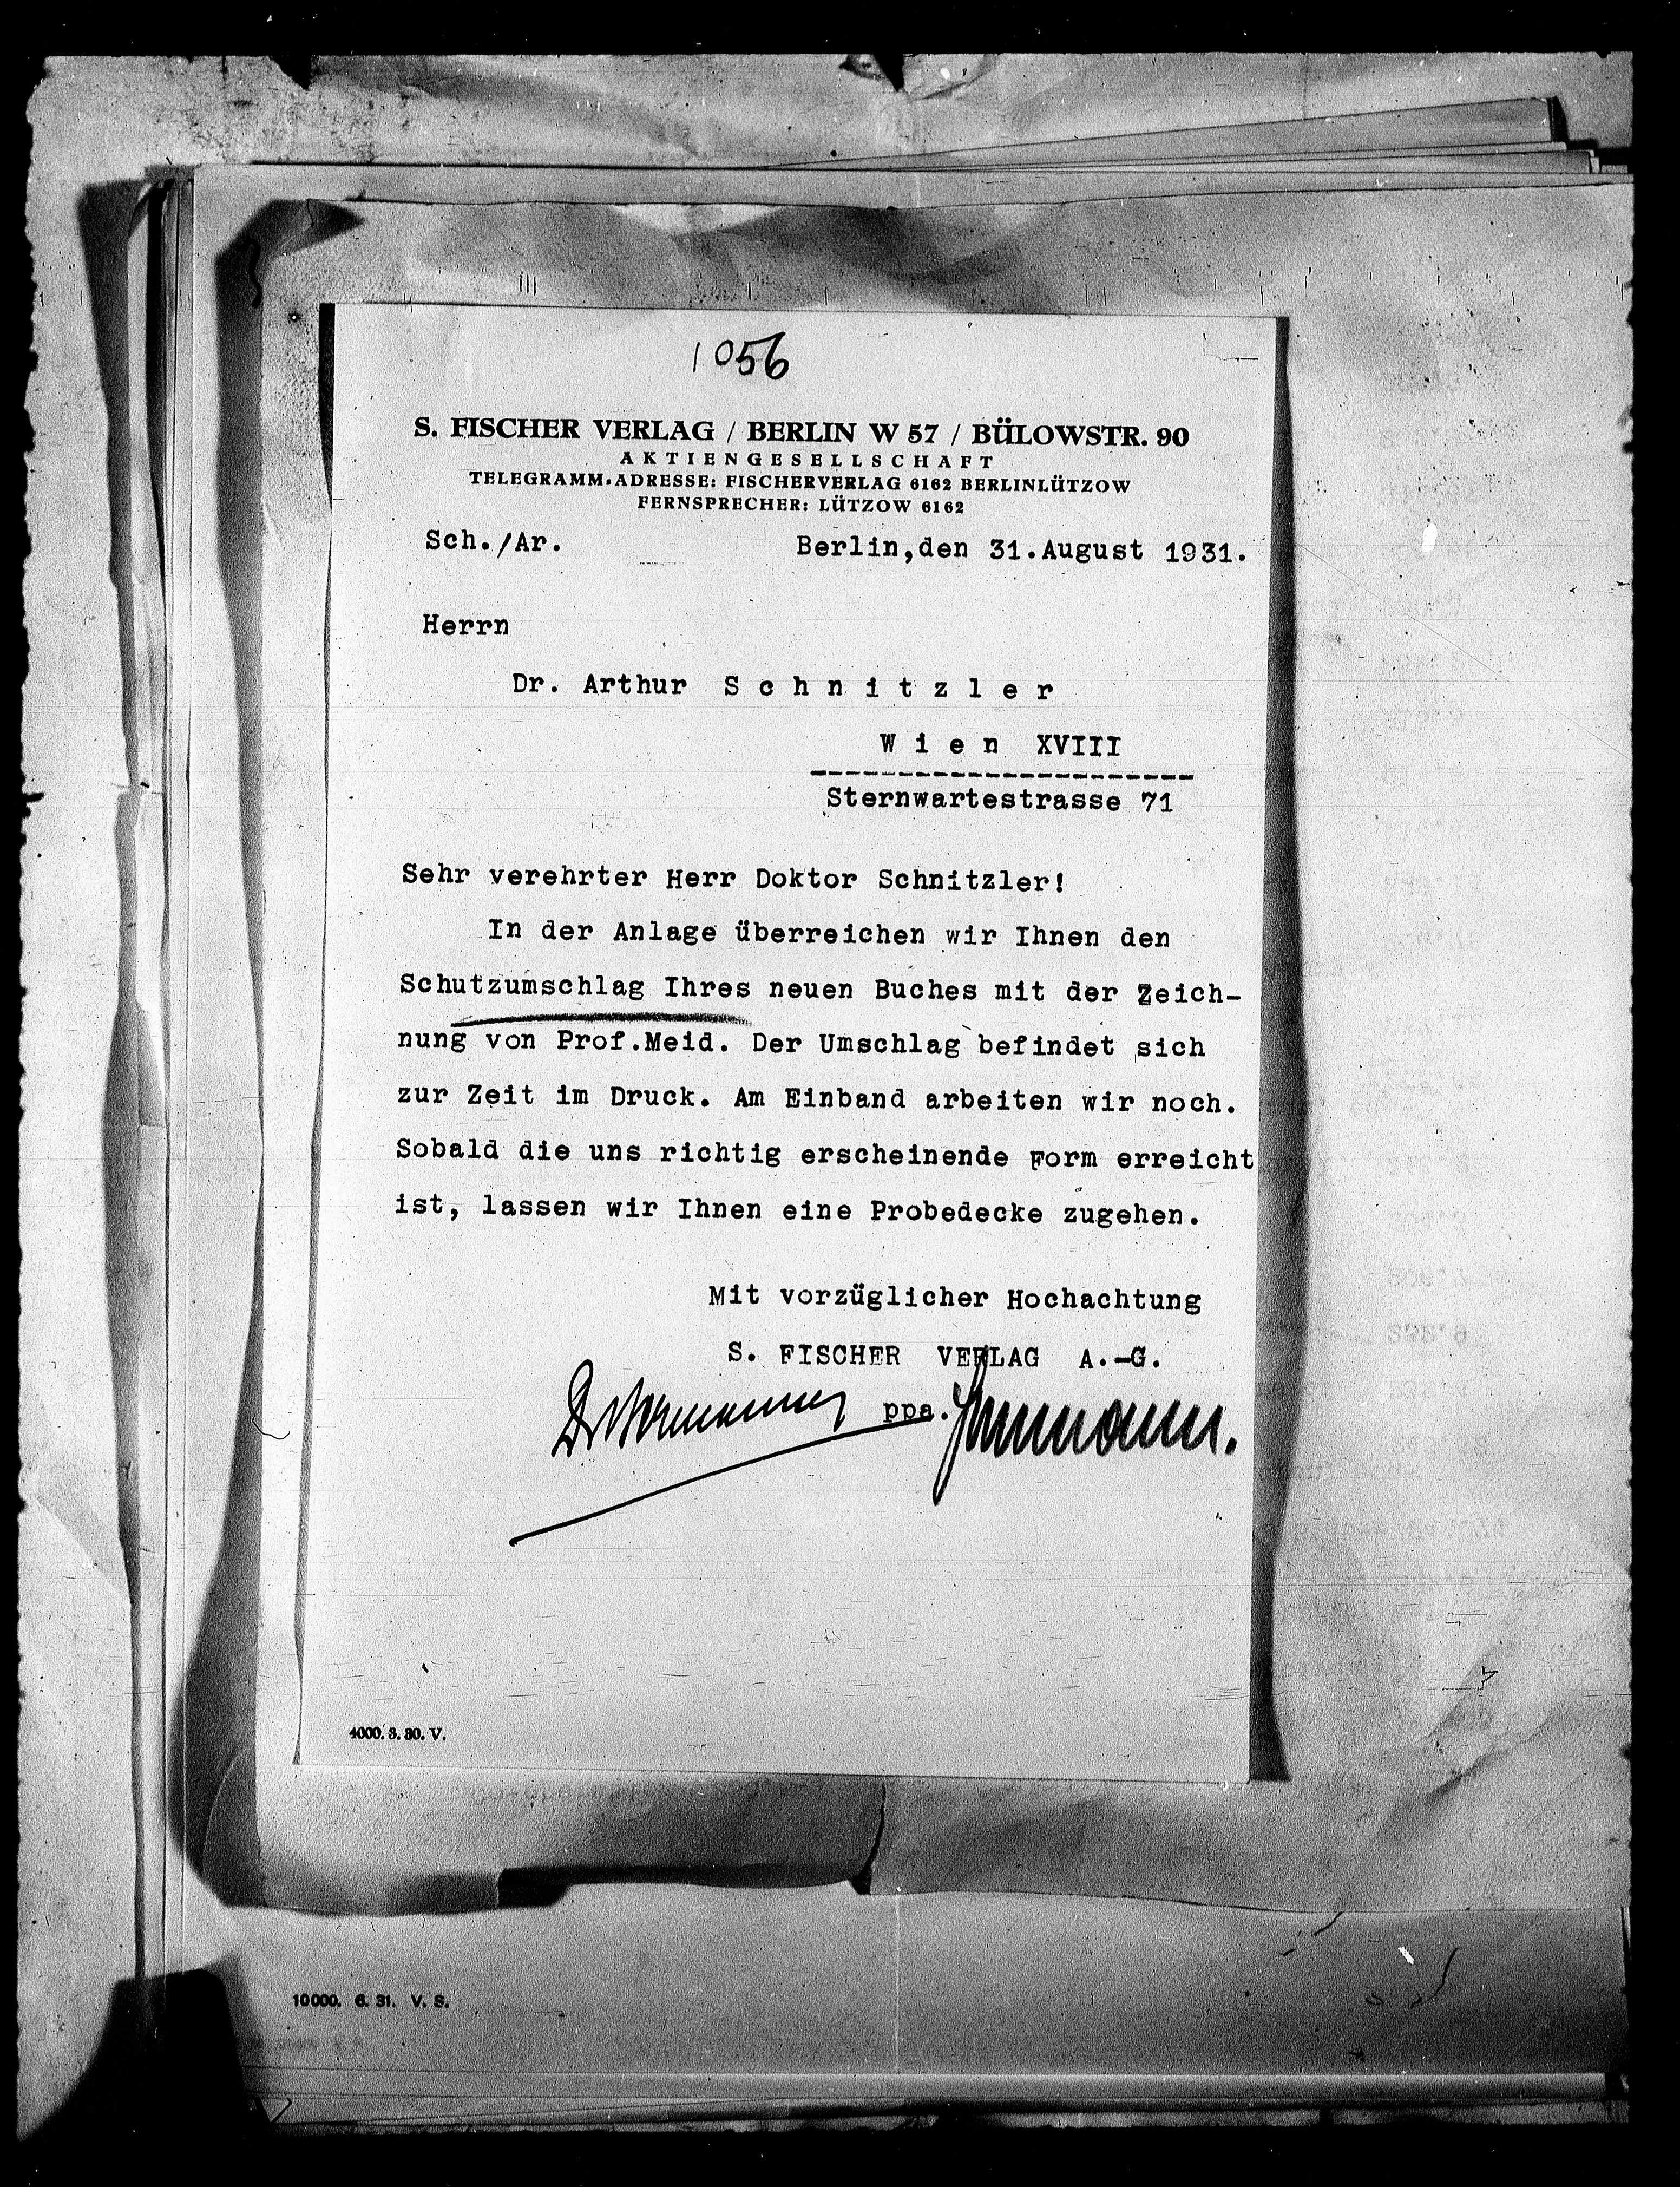 1056
S. FISCHER VERLAG / BERLIN W 57 / BÜLOWSTR. 90
AKTIENGESELLSCHAFT
TELEGRAMM-ADRESSE: FISCHERVERLAG 6162 BERLINLÜTZOW
FERNSPRECHER: LÜTZOW 6162
Sch./Ar. Berlin,den 31.August 1931.
Herrn
Dr. Arthur Schnitzler
Wien XVIII
Sternwartestrasse 71
Sehr verehrter Herr Doktor Schnitzler!
In der Anlage überreichen wir Ihnen den
Schutzumschlag Ihres neuen Buches mit der Zeich-
nung von Prof.Meid. Der Umschlag befindet sich
zur Zeit im Druck. Am Einband arbeiten wir noch.
Sobald die uns richtig erscheinende Form erreicht
ist, lassen wir Ihnen eine Probedecke zugehen.
Mit vorzüglicher Hochachtung
S. FISCHER VERLAG A.-G.
ppa.
4000. 3. 30. V.
10000. 6. 31. V. S.